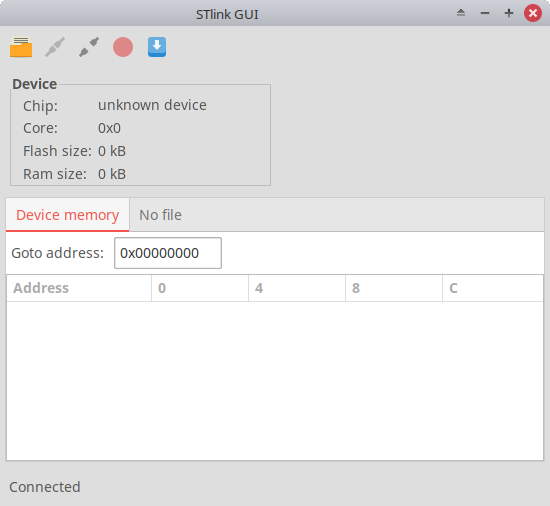 STlink GUI
Device
Chip: unknown device
Core: 0x0
Flash size: 0 kB
Ram size: 0 kB
Device memory No file
Goto address: 0x00000000
Address 0 4 8 C
Connected